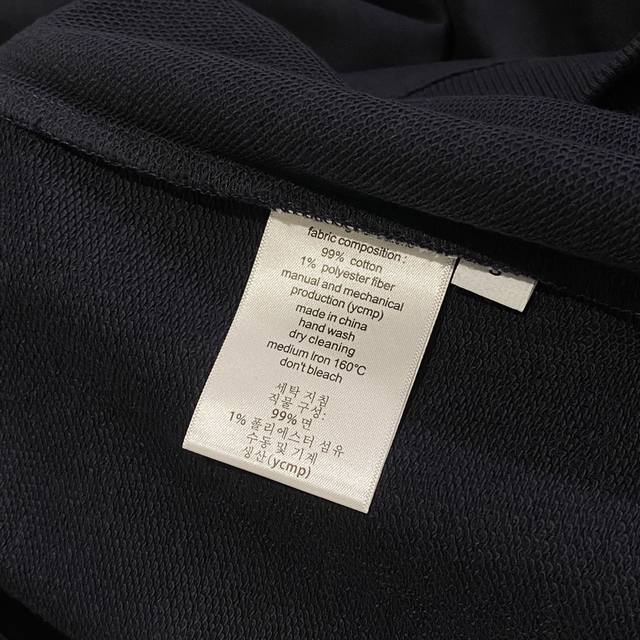 fabric composition:
99% cotton
1% polyester fiber
manual and mechanical
production (ycmp)
made in china
hand wash
dry cleaning
medium Iron 160℃
don't bleach
세탁 지침
직물 구성:
99% 면
1% 폴리에스터 섬유
수동 및 기계
생산(ycmp)